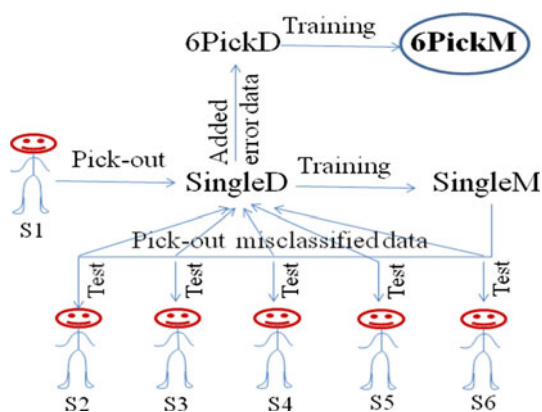 6PickD
Training
6PickM
Added
error data
Pick-out
SingleD
Training
SingleM
S1
Pick-out misclassified data
Test
Test
Test
Test
Test
S2
S3
S4
S5
S6